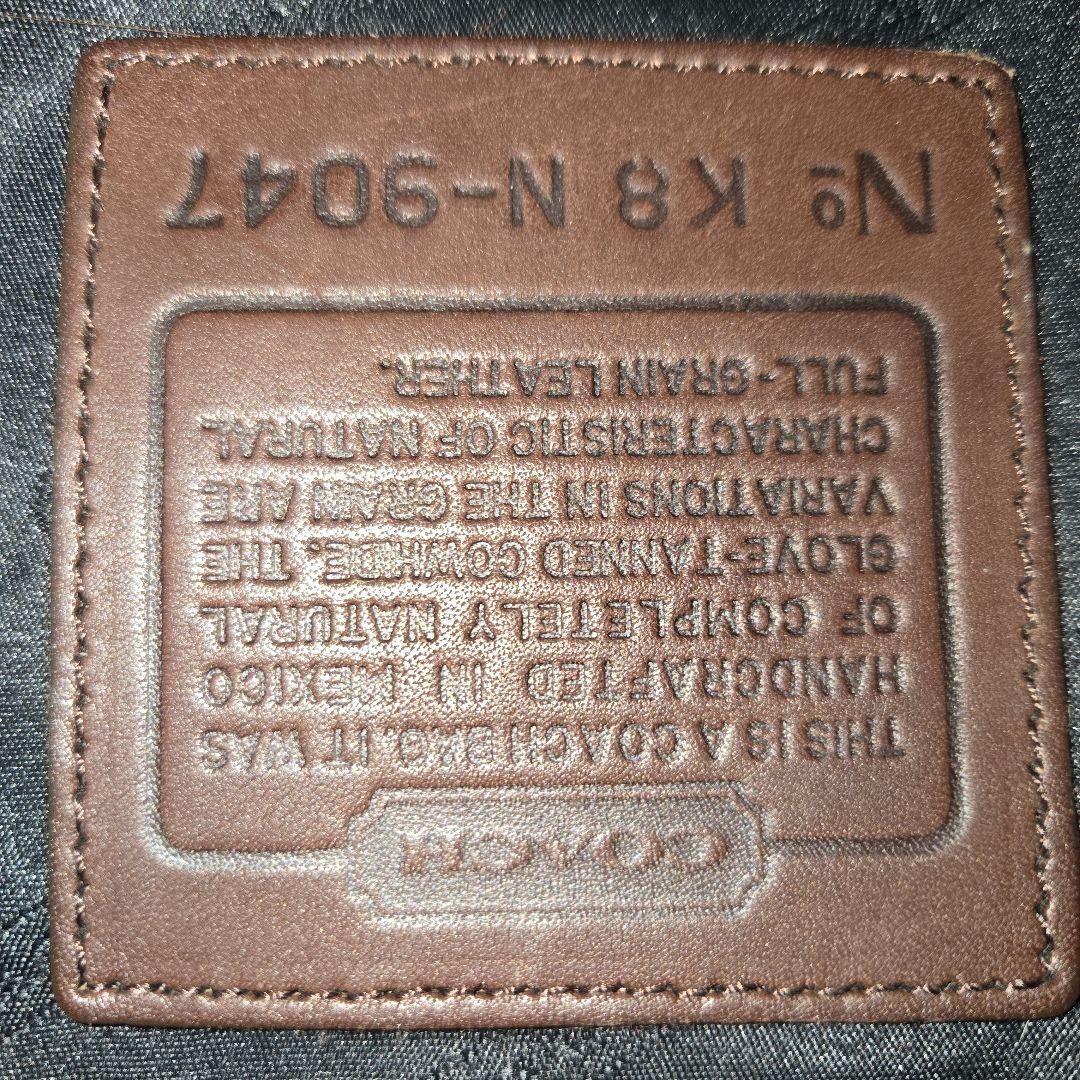 COACH
THIS IS A COACH BAG. IT WAS
HANDCRAFTED IN MEXICO
OF COMPLETELY NATURAL
GLOVE-TANNED COWHIDE. THE
VARIATIONS IN THE GRAIN ARE
CHARACTERISTIC OF NATURAL
FULL-GRAIN LEATHER.
Nº K8 N-9047